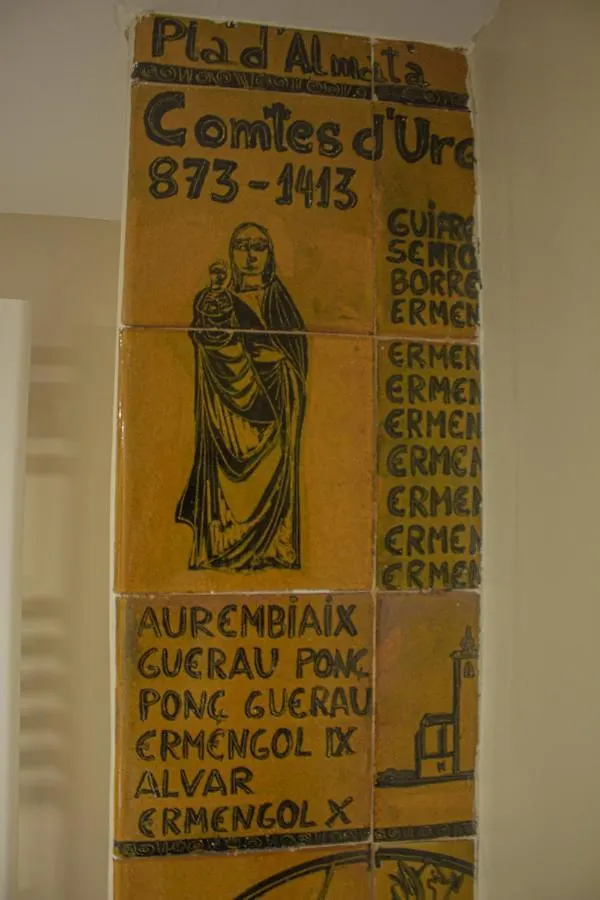 Pla d'Almatà
Comtes d'Urg
873-1413
GUIFR
SENIO
BORRE
ERMEN
ERMEN
ERMEN
ERMEN
ERMEN
ERMEN
ERMEN
ERMEN
AUREMBIAIX
GUERAU PONÇ
PONÇ GUERAU
ERMENGOL IX
ALVAR
ERMENGOL X